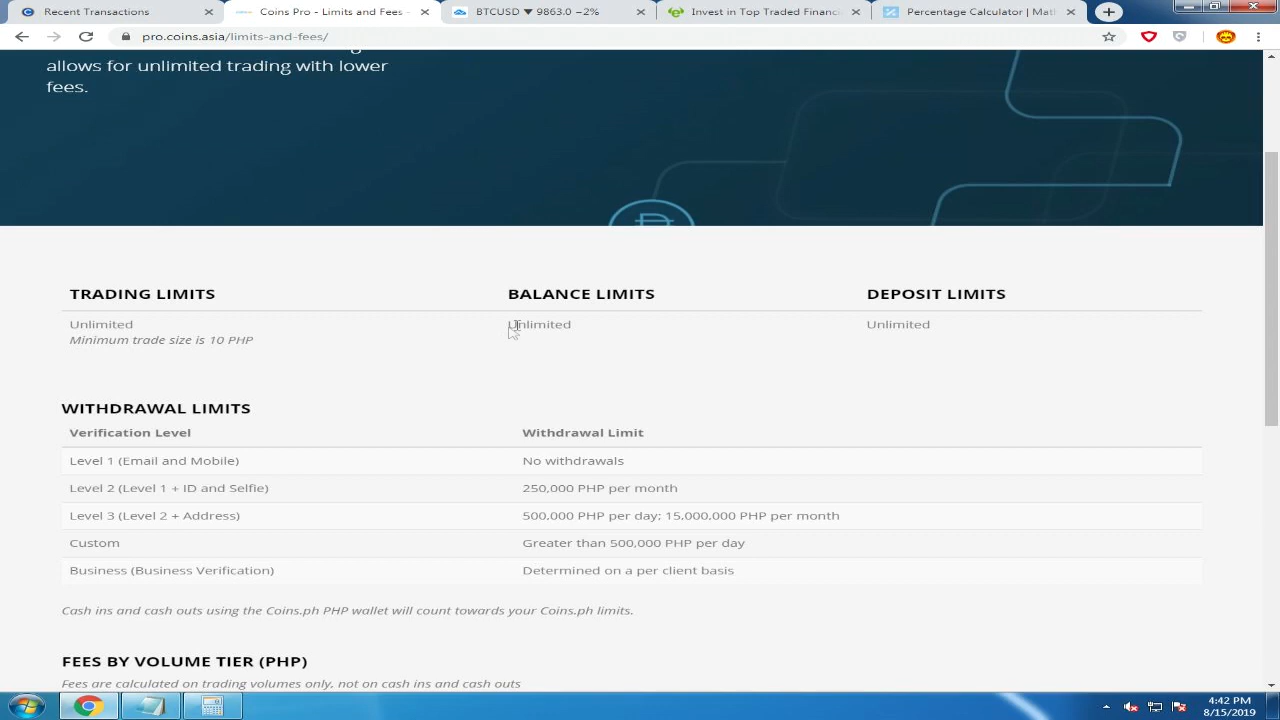 Recent Transactions
Coins Pro - Limits and Fees -
BTCUSD ▼ 9863.0 −2%
Invest in Top Traded Financ
Percentage Calculator | Mat
pro.coins.asia/limits-and-fees/
allows for unlimited trading with lower
fees.
TRADING LIMITS BALANCE LIMITS DEPOSIT LIMITS
Unlimited Unlimited Unlimited
Minimum trade size is 10 PHP
WITHDRAWAL LIMITS
Verification Level Withdrawal Limit
Level 1 (Email and Mobile) No withdrawals
Level 2 (Level 1 + ID and Selfie) 250,000 PHP per month
Level 3 (Level 2 + Address) 500,000 PHP per day; 15,000,000 PHP per month
Custom Greater than 500,000 PHP per day
Business (Business Verification) Determined on a per client basis
Cash ins and cash outs using the Coins.ph PHP wallet will count towards your Coins.ph limits.
FEES BY VOLUME TIER (PHP)
Fees are calculated on trading volumes only, not on cash ins and cash outs
4:42 PM
8/15/2019